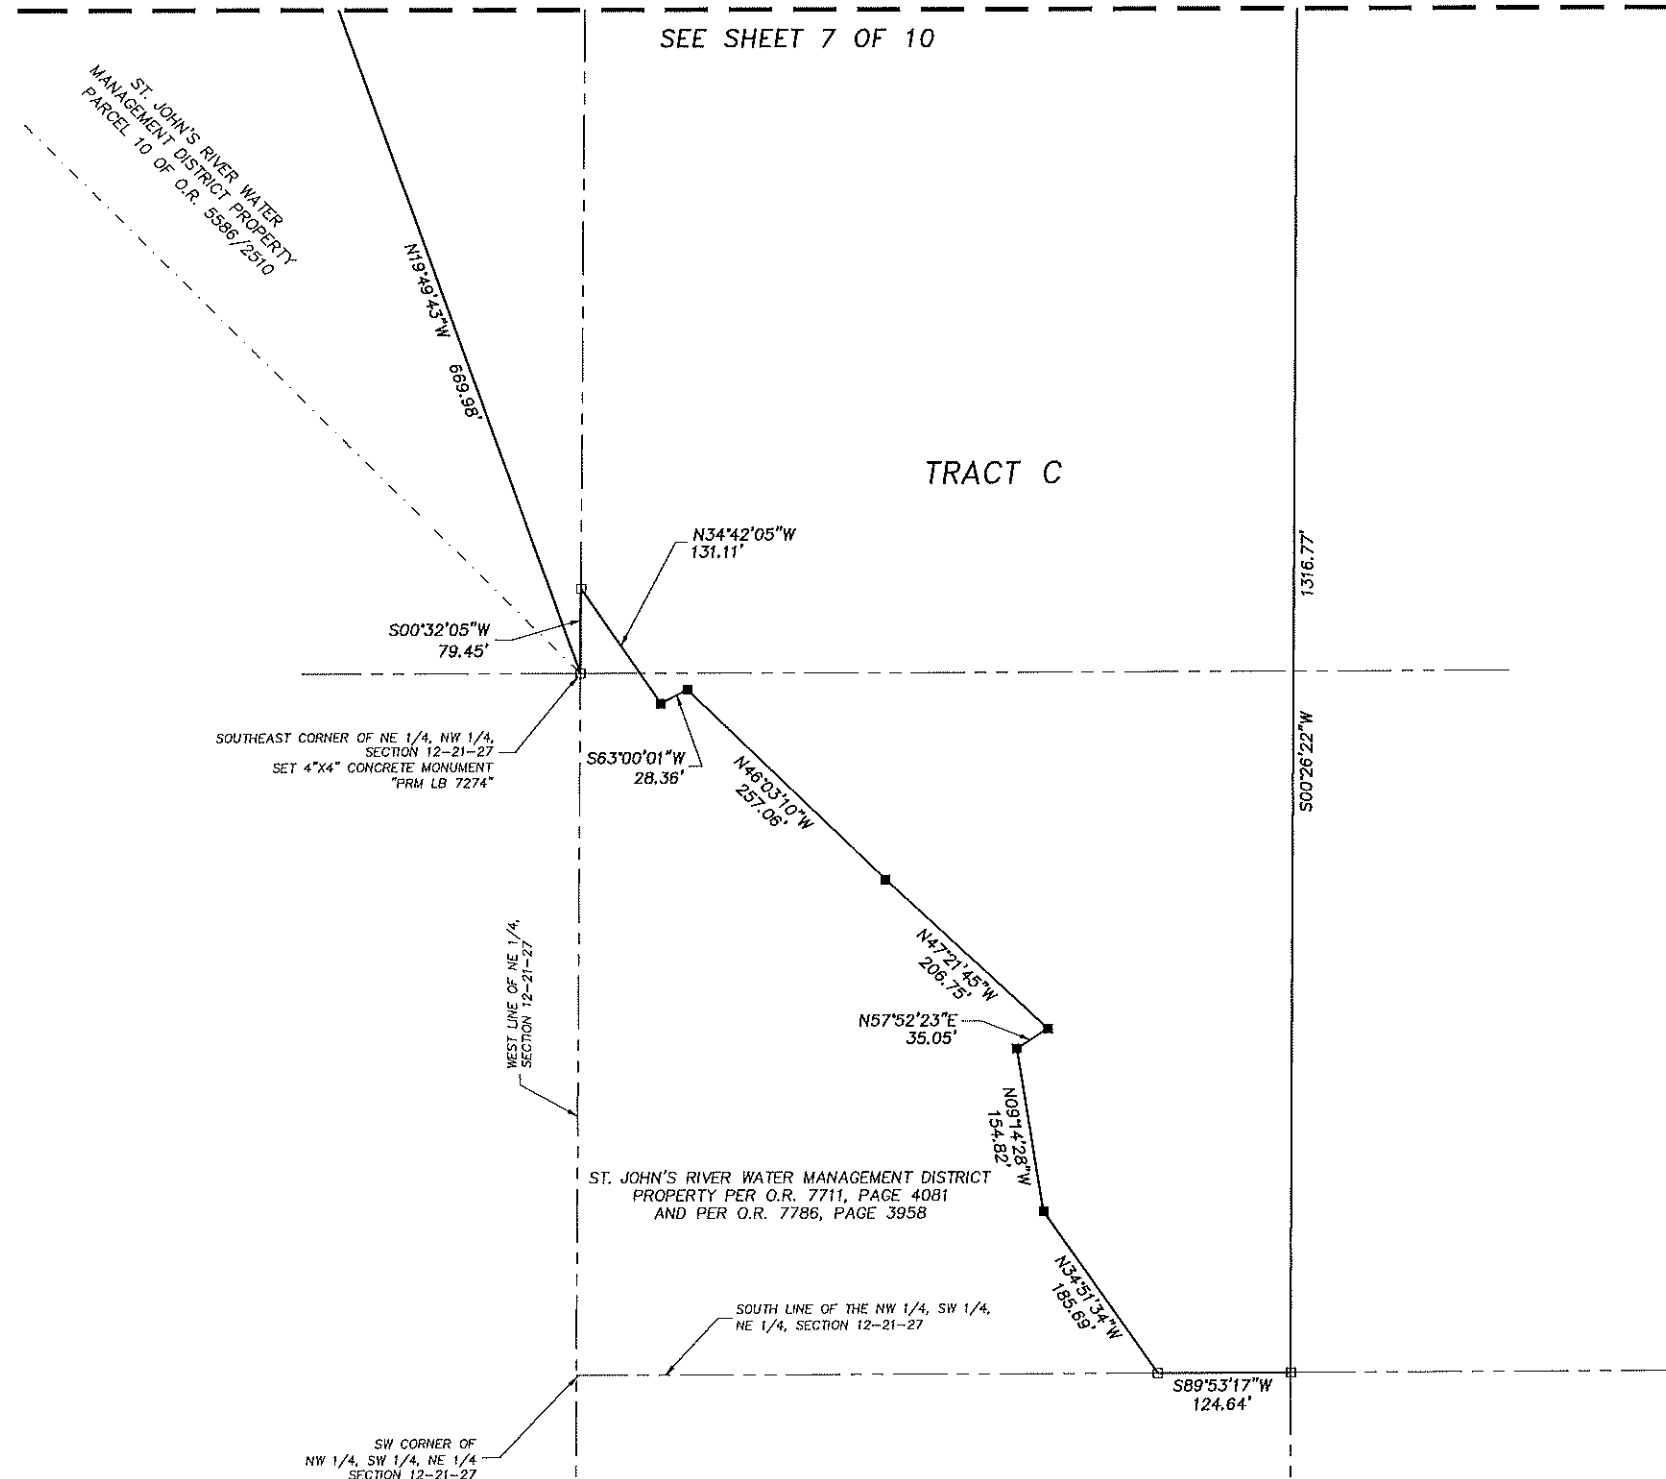 SEE SHEET 7 OF 10
ST. JOHN'S RIVER WATER
MANAGEMENT DISTRICT PROPERTY
PARCEL 10 OF O.R. 5586/2510
N19°49'43"W 669.98'
TRACT C
N34°42'05"W
131.11'
1316.77'
S00°26'22"W
S00°32'05"W
79.45'
SOUTHEAST CORNER OF NE 1/4, NW 1/4,
SECTION 12-21-27
SET 4"X4" CONCRETE MONUMENT
"PRM LB 7274"
S63°00'01"W
28.36'
N46°03'10"W
257.06'
WEST LINE OF NE 1/4,
SECTION 12-21-27
N47°21'45"W
206.75'
N57°52'23"E
35.05'
N09°14'28"W
154.82'
ST. JOHN'S RIVER WATER MANAGEMENT DISTRICT
PROPERTY PER O.R. 7711, PAGE 4081
AND PER O.R. 7786, PAGE 3958
N34°51'34"W
185.69'
SOUTH LINE OF THE NW 1/4, SW 1/4,
NE 1/4, SECTION 12-21-27
S89°53'17"W
124.64'
SW CORNER OF
NW 1/4, SW 1/4, NE 1/4
SECTION 12-21-27